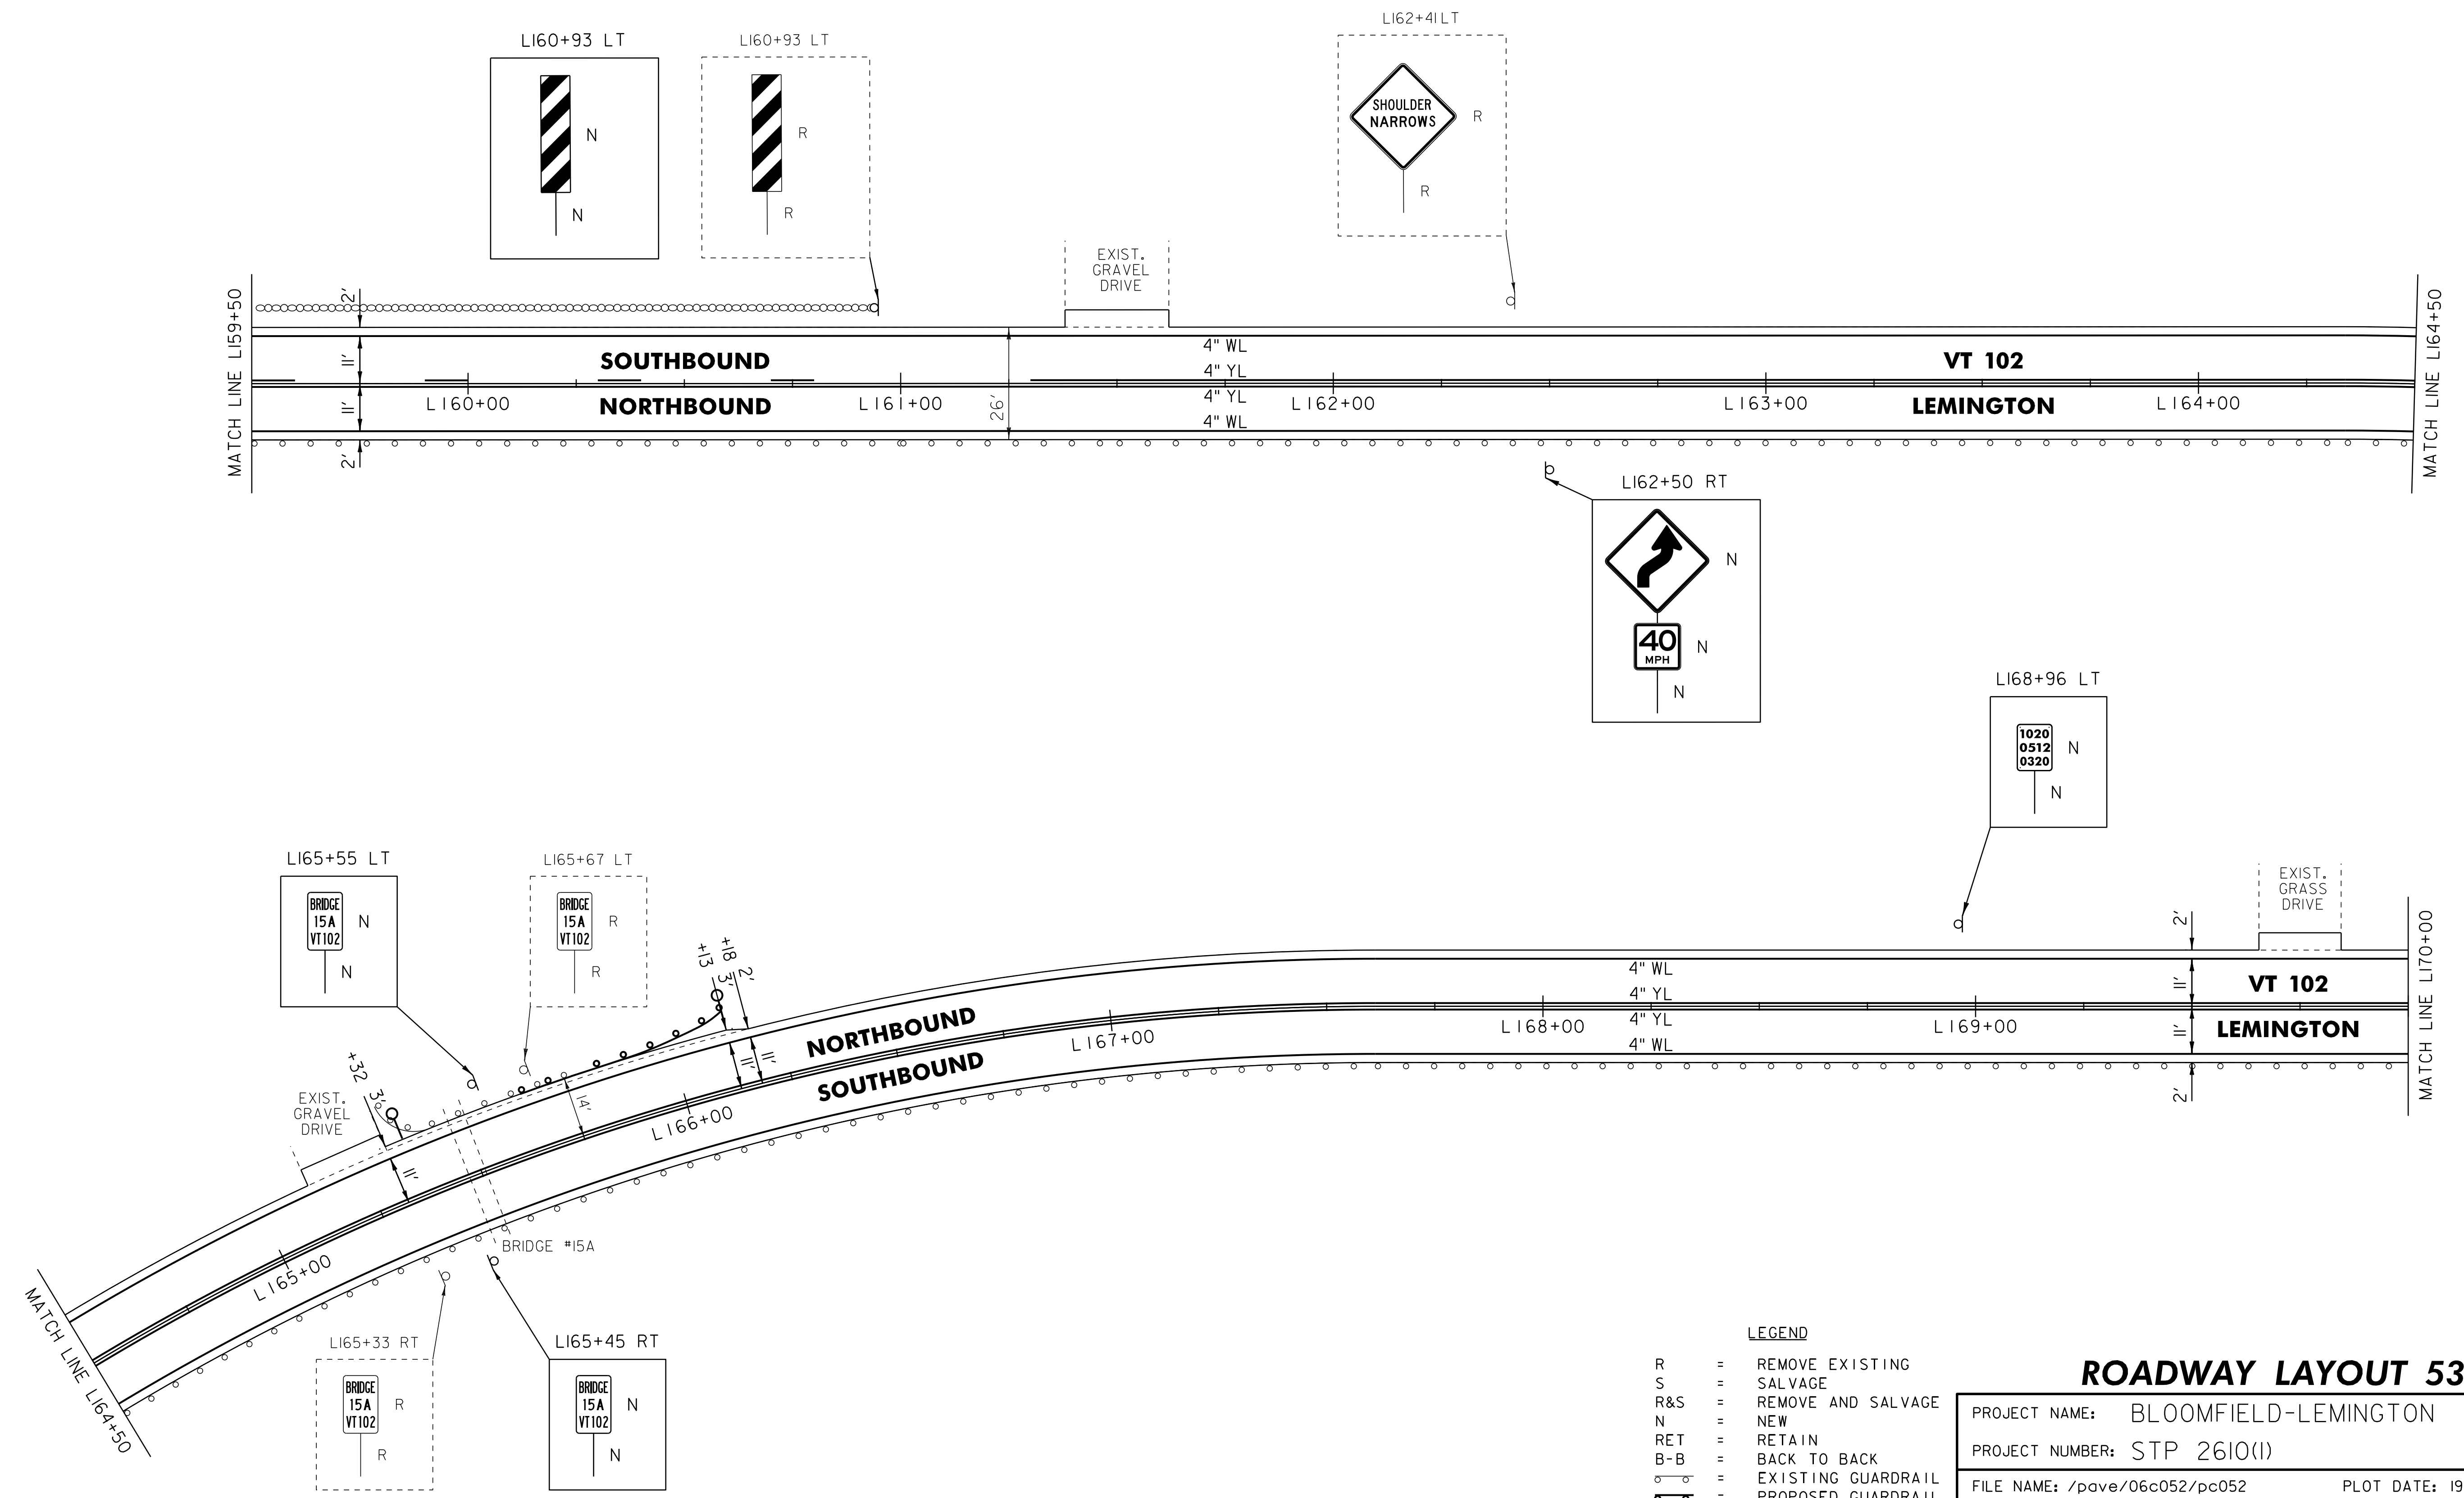 L160+93 LT
L160+93 LT
L162+41LT
N
N
R
R
SHOULDER
NARROWS
R
R
EXIST.
GRAVEL
DRIVE
MATCH LINE L159+50
2'
11'
11'
2'
SOUTHBOUND
NORTHBOUND
L160+00
L161+00
26'
4" WL
4" YL
4" YL
4" WL
L162+00
L163+00
VT 102
LEMINGTON
L164+00
MATCH LINE L164+50
L162+50 RT
N
40
MPH
N
N
L168+96 LT
1020
0512
0320
N
N
L165+55 LT
BRIDGE
15A
VT102
N
N
L165+67 LT
BRIDGE
15A
VT102
R
R
+13 3'
+18 2'
+32 3'
EXIST.
GRAVEL
DRIVE
11'
14'
11'
11'
NORTHBOUND
SOUTHBOUND
L165+00
L166+00
L167+00
BRIDGE #15A
MATCH LINE L164+50
4" WL
4" YL
4" YL
4" WL
L168+00
L169+00
2'
11'
11'
2'
EXIST.
GRASS
DRIVE
VT 102
LEMINGTON
MATCH LINE L170+00
L165+33 RT
BRIDGE
15A
VT102
R
R
L165+45 RT
BRIDGE
15A
VT102
N
N
LEGEND
R = REMOVE EXISTING
S = SALVAGE
R&S = REMOVE AND SALVAGE
N = NEW
RET = RETAIN
B-B = BACK TO BACK
= EXISTING GUARDRAIL
= PROPOSED GUARDRAIL
ROADWAY LAYOUT 53
PROJECT NAME: BLOOMFIELD-LEMINGTON
PROJECT NUMBER: STP 2610(1)
FILE NAME: /pave/06c052/pc052 PLOT DATE: 19